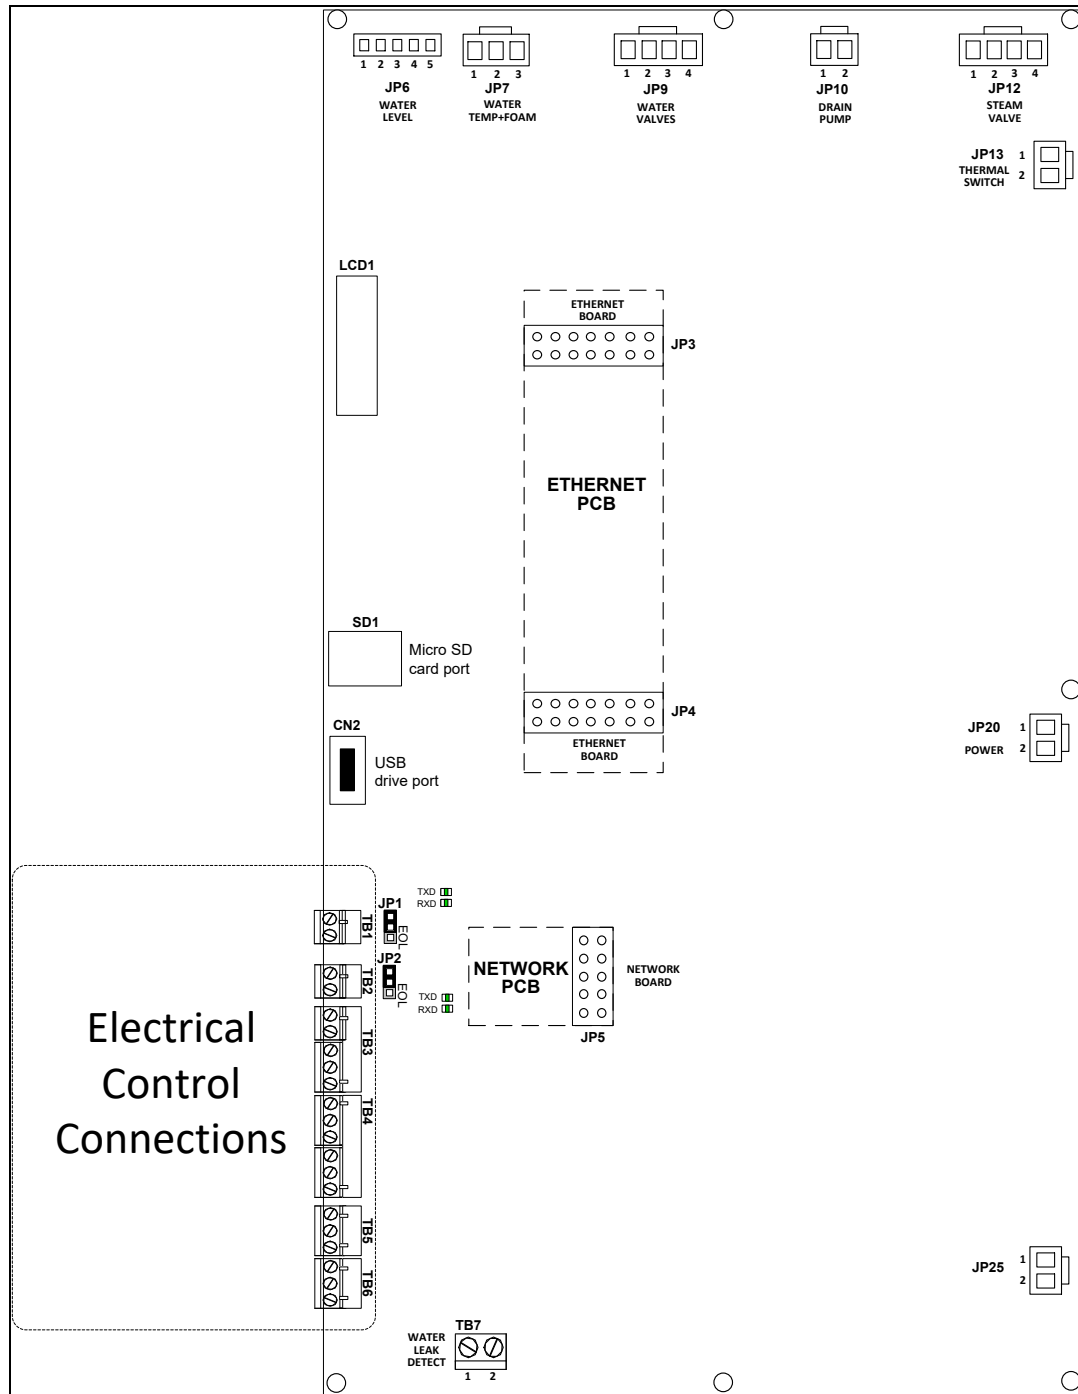 1 2 3 4 5
JP6
WATER
LEVEL
1 2 3
JP7
WATER
TEMP+FOAM
1 2 3 4
JP9
WATER
VALVES
1 2
JP10
DRAIN
PUMP
1 2 3 4
JP12
STEAM
VALVE
JP13 1
THERMAL 2
SWITCH
LCD1
ETHERNET
BOARD
JP3
ETHERNET
PCB
SD1
Micro SD
card port
JP4
ETHERNET
BOARD
CN2
USB
drive port
JP20 1
POWER 2
TXD
RXD
JP1
EOL
TB1
JP2
EOL
TB2
TXD
RXD
NETWORK
PCB
NETWORK
BOARD
JP5
Electrical
Control
Connections
TB3
TB4
TB5
TB6
JP25 1
2
TB7
WATER
LEAK
DETECT
1 2